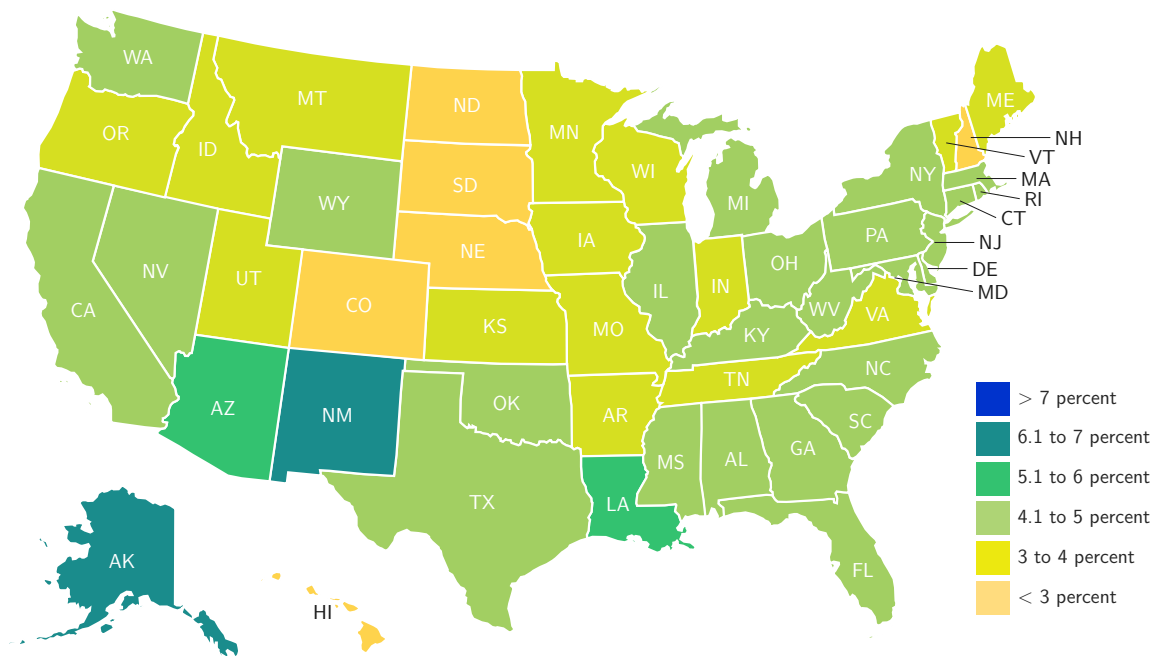 WA
MT
ND
MN
ME
OR
ID
NH
VT
WI
SD
NY
MA
WY
RI
MI
CT
NE
IA
PA
NJ
NV
UT
OH
DE
IL
IN
MD
CO
CA
WV
VA
KS
MO
KY
NC
TN
> 7 percent
AZ
NM
OK
AR
SC
6.1 to 7 percent
GA
MS
AL
5.1 to 6 percent
TX
LA
4.1 to 5 percent
AK
3 to 4 percent
FL
HI
< 3 percent